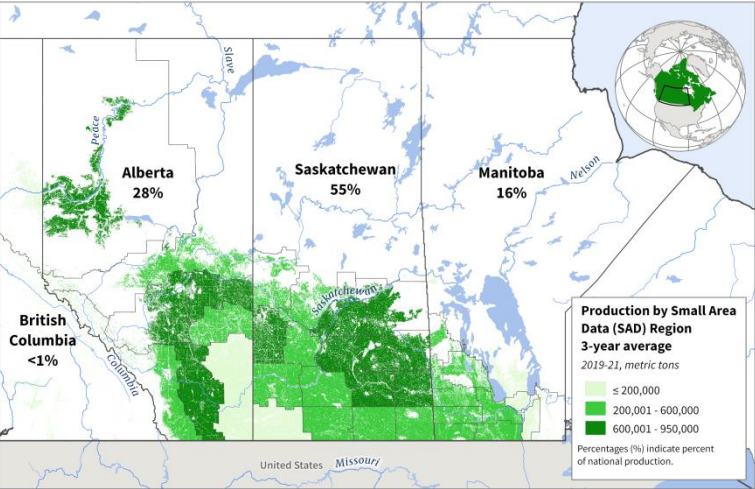 Slave
Peace
Alberta
28%
Saskatchewan
55%
Manitoba
16%
Nelson
Saskatchewan
British
Columbia
<1%
Columbia
Production by Small Area
Data (SAD) Region
3-year average
2019-21, metric tons
≤ 200,000
200,001 - 600,000
600,001 - 950,000
Percentages (%) indicate percent
of national production.
United States
Missouri